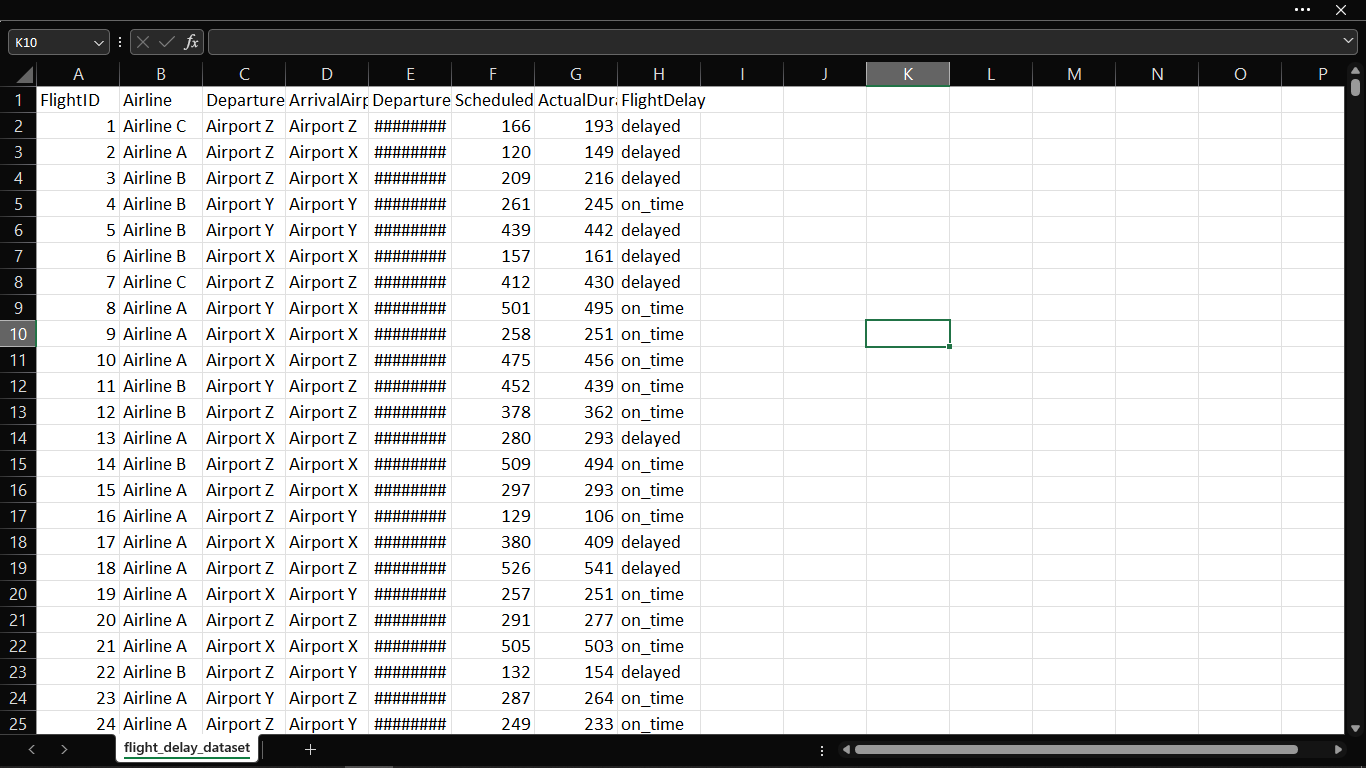 K10 fx
A B C D E F G H I J K L M N O P
1 FlightID Airline Departure ArrivalAirp Departure Scheduled ActualDura FlightDelay
2 1 Airline C Airport Z Airport Z ######## 166 193 delayed
3 2 Airline A Airport Z Airport X ######## 120 149 delayed
4 3 Airline B Airport Z Airport X ######## 209 216 delayed
5 4 Airline B Airport Y Airport Y ######## 261 245 on_time
6 5 Airline B Airport Y Airport Y ######## 439 442 delayed
7 6 Airline B Airport X Airport X ######## 157 161 delayed
8 7 Airline C Airport Z Airport Z ######## 412 430 delayed
9 8 Airline A Airport Y Airport X ######## 501 495 on_time
10 9 Airline A Airport X Airport X ######## 258 251 on_time
11 10 Airline A Airport X Airport Z ######## 475 456 on_time
12 11 Airline B Airport Y Airport Z ######## 452 439 on_time
13 12 Airline B Airport Z Airport Z ######## 378 362 on_time
14 13 Airline A Airport X Airport Z ######## 280 293 delayed
15 14 Airline B Airport Z Airport X ######## 509 494 on_time
16 15 Airline A Airport Z Airport X ######## 297 293 on_time
17 16 Airline A Airport Z Airport Y ######## 129 106 on_time
18 17 Airline A Airport X Airport X ######## 380 409 delayed
19 18 Airline A Airport Z Airport Z ######## 526 541 delayed
20 19 Airline A Airport X Airport Y ######## 257 251 on_time
21 20 Airline A Airport Z Airport Z ######## 291 277 on_time
22 21 Airline A Airport X Airport X ######## 505 503 on_time
23 22 Airline B Airport Z Airport Y ######## 132 154 delayed
24 23 Airline A Airport Y Airport Z ######## 287 264 on_time
25 24 Airline A Airport Z Airport Y ######## 249 233 on_time
flight_delay_dataset